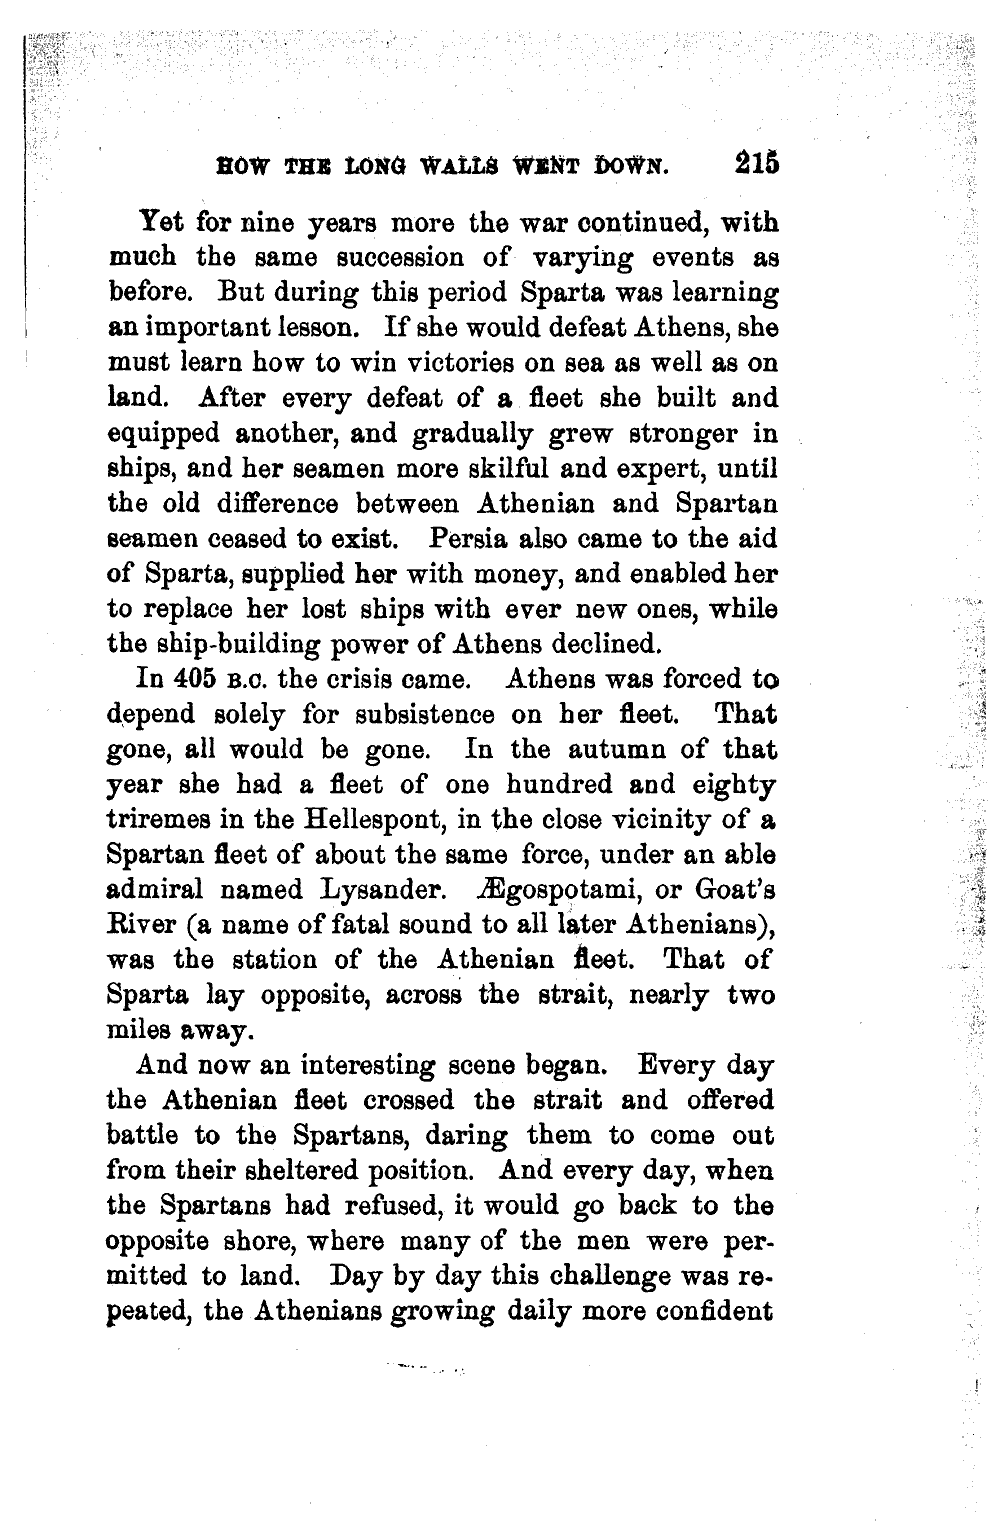 HOW THE LONG WALLS WENT DOWN. 215
Yet for nine years more the war continued, with
much the same succession of varying events as
before. But during this period Sparta was learning
an important lesson. If she would defeat Athens, she
must learn how to win victories on sea as well as on
land. After every defeat of a fleet she built and
equipped another, and gradually grew stronger in
ships, and her seamen more skilful and expert, until
the old difference between Athenian and Spartan
seamen ceased to exist. Persia also came to the aid
of Sparta, supplied her with money, and enabled her
to replace her lost ships with ever new ones, while
the ship-building power of Athens declined.
In 405 B.C. the crisis came. Athens was forced to
depend solely for subsistence on her fleet. That
gone, all would be gone. In the autumn of that
year she had a fleet of one hundred and eighty
triremes in the Hellespont, in the close vicinity of a
Spartan fleet of about the same force, under an able
admiral named Lysander. Ægospotami, or Goat's
River (a name of fatal sound to all later Athenians),
was the station of the Athenian fleet. That of
Sparta lay opposite, across the strait, nearly two
miles away.
And now an interesting scene began. Every day
the Athenian fleet crossed the strait and offered
battle to the Spartans, daring them to come out
from their sheltered position. And every day, when
the Spartans had refused, it would go back to the
opposite shore, where many of the men were per-
mitted to land. Day by day this challenge was re-
peated, the Athenians growing daily more confident